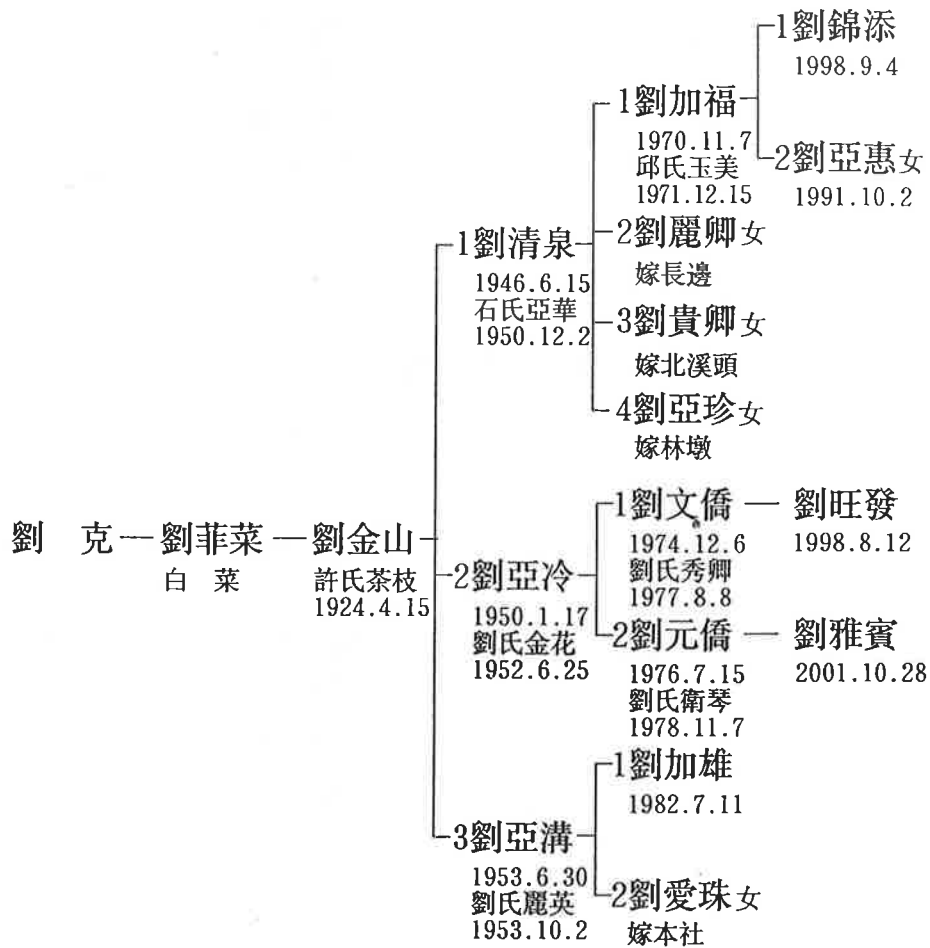 劉　克
劉菲菜
白　菜
劉金山
許氏茶枝
1924.4.15
1劉清泉
1946.6.15
石氏亞華
1950.12.2
1劉加福
1970.11.7
邱氏玉美
1971.12.15
1劉錦添
1998.9.4
2劉亞惠女
1991.10.2
2劉麗卿女
嫁長邊
3劉貴卿女
嫁北溪頭
4劉亞珍女
嫁林墩
2劉亞冷
1950.1.17
劉氏金花
1952.6.25
1劉文僑
1974.12.6
劉氏秀卿
1977.8.8
劉旺發
1998.8.12
2劉元僑
1976.7.15
劉氏衛琴
1978.11.7
劉雅賓
2001.10.28
3劉亞溝
1953.6.30
劉氏麗英
1953.10.2
1劉加雄
1982.7.11
2劉愛珠女
嫁本社